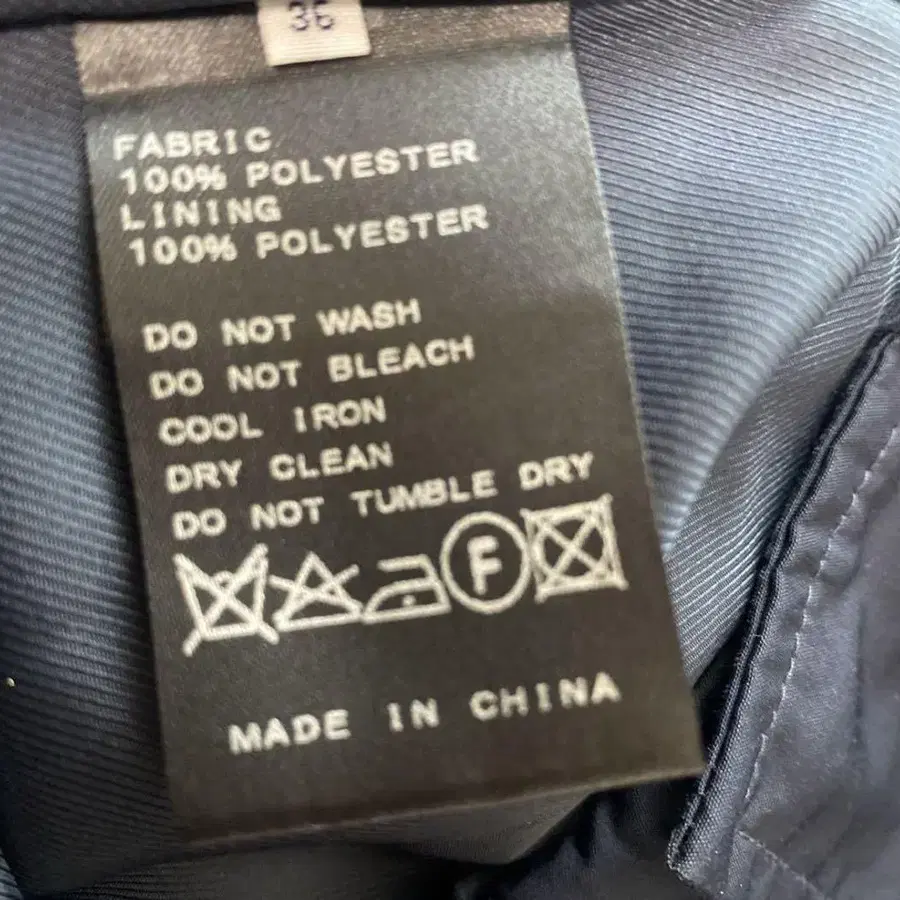 36
FABRIC
100% POLYESTER
LINING
100% POLYESTER
DO NOT WASH
DO NOT BLEACH
COOL IRON
DRY CLEAN
DO NOT TUMBLE DRY
F
MADE IN CHINA